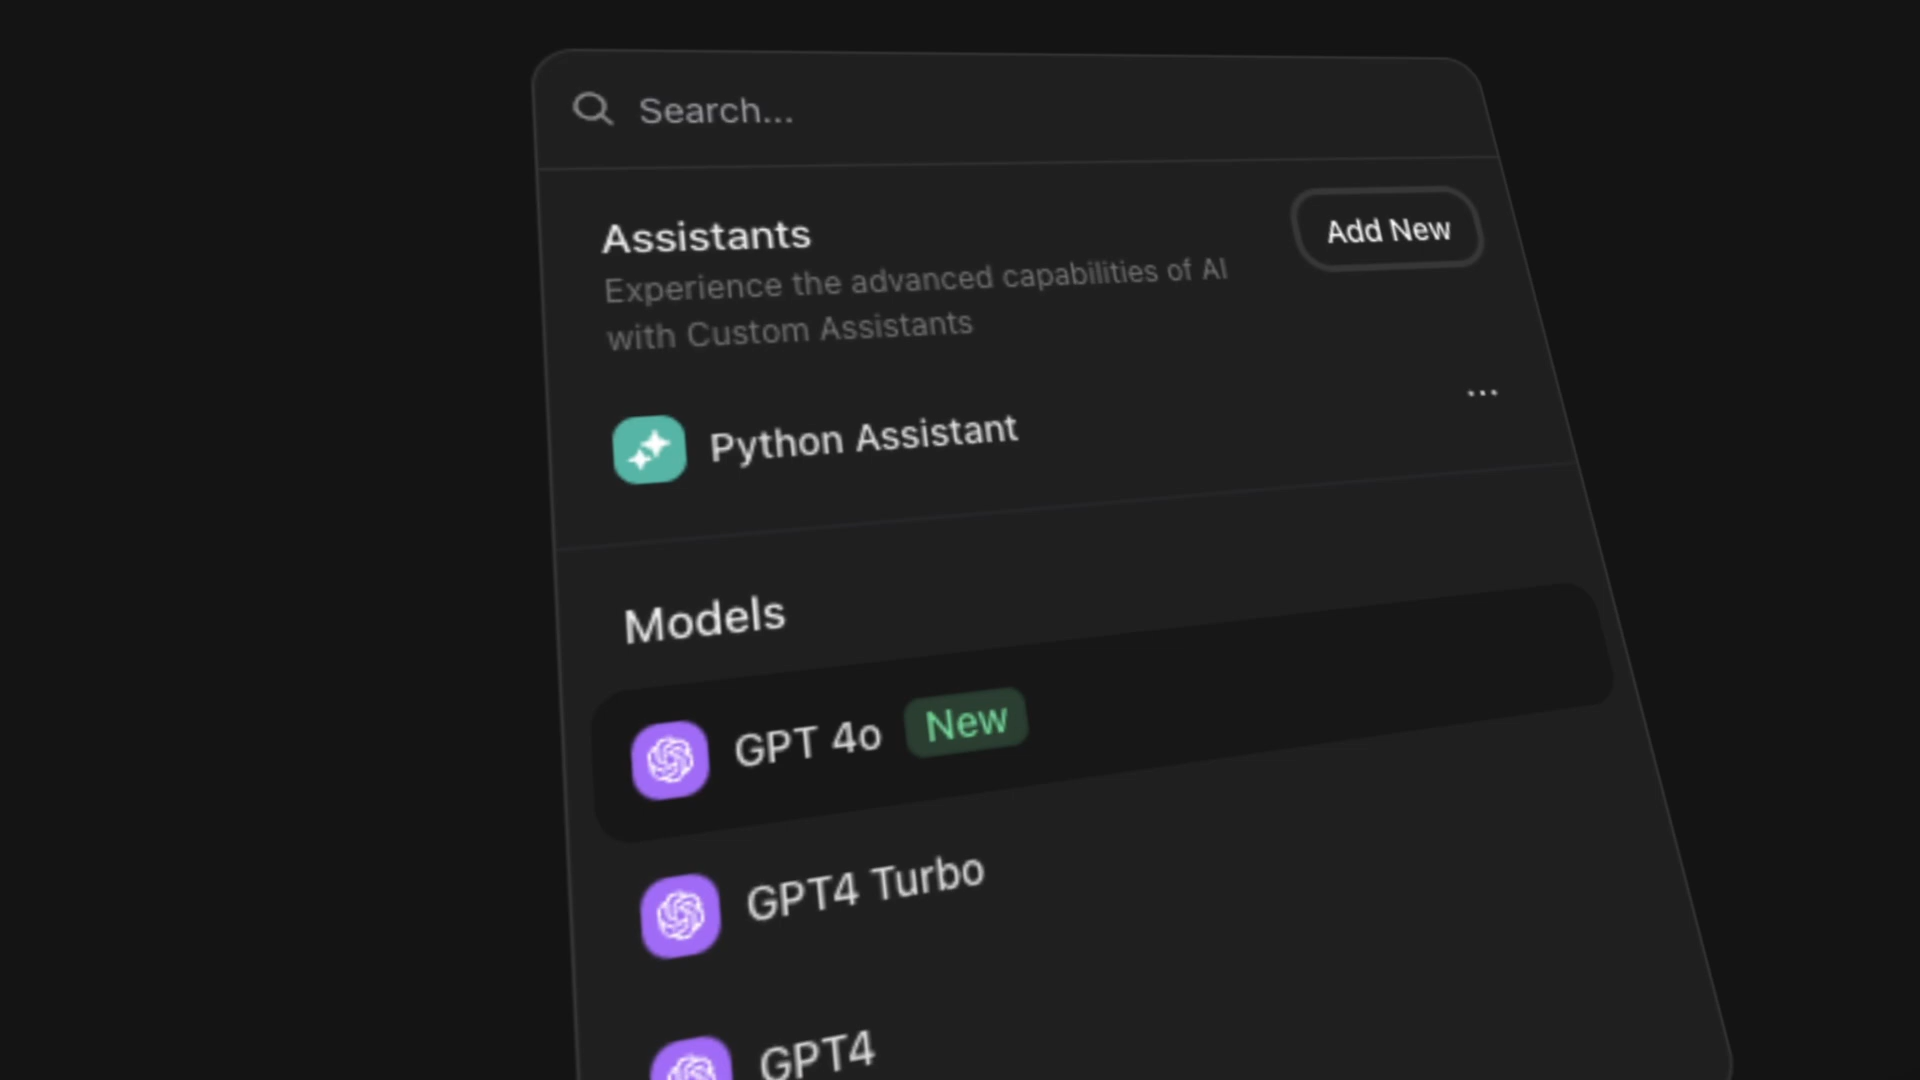 Search...
Assistants
Add New
Experience the advanced capabilities of AI
with Custom Assistants
Python Assistant
...
Models
GPT 4o New
GPT4 Turbo
GPT4